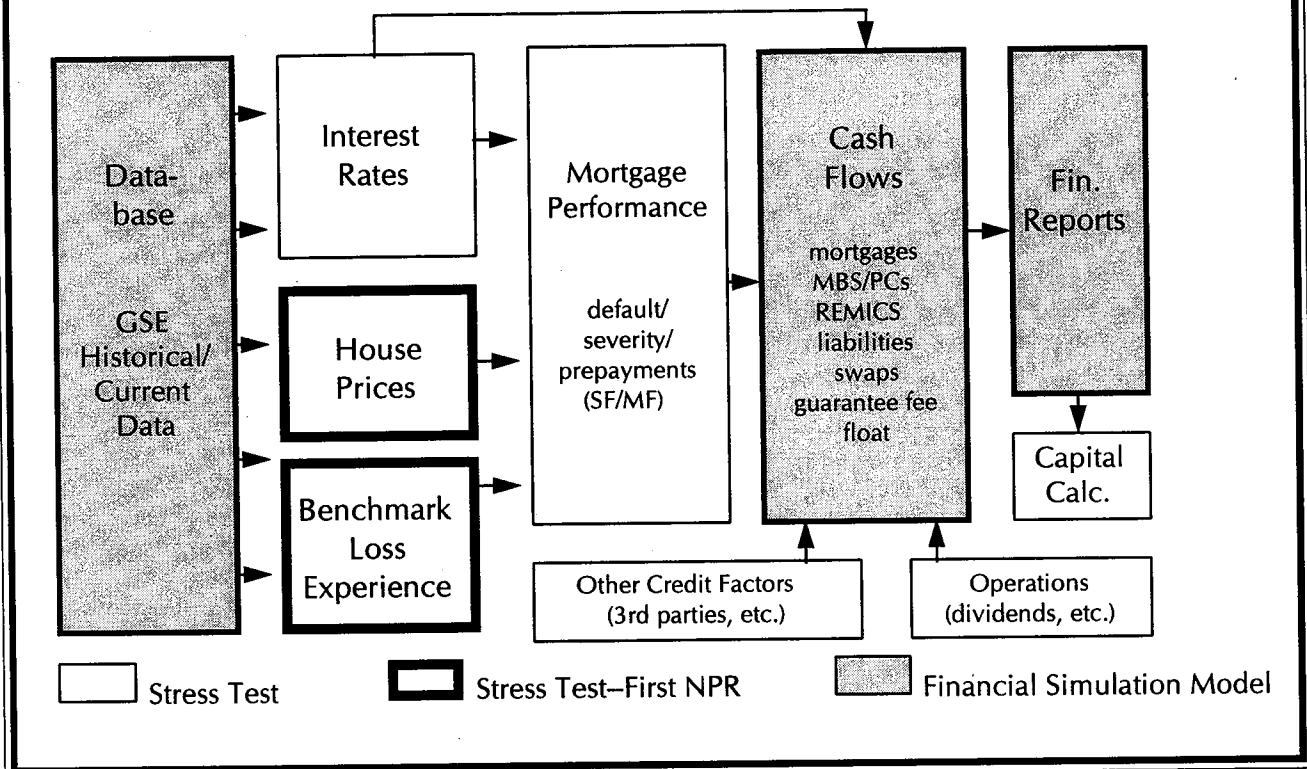 Data-
base
GSE
Historical/
Current
Data
Interest
Rates
House
Prices
Benchmark
Loss
Experience
Mortgage
Performance
default/
severity/
prepayments
(SF/MF)
Cash
Flows
mortgages
MBS/PCs
REMICS
liabilities
swaps
guarantee fee
float
Fin.
Reports
Capital
Calc.
Other Credit Factors
(3rd parties, etc.)
Operations
(dividends, etc.)
Stress Test
Stress Test–First NPR
Financial Simulation Model